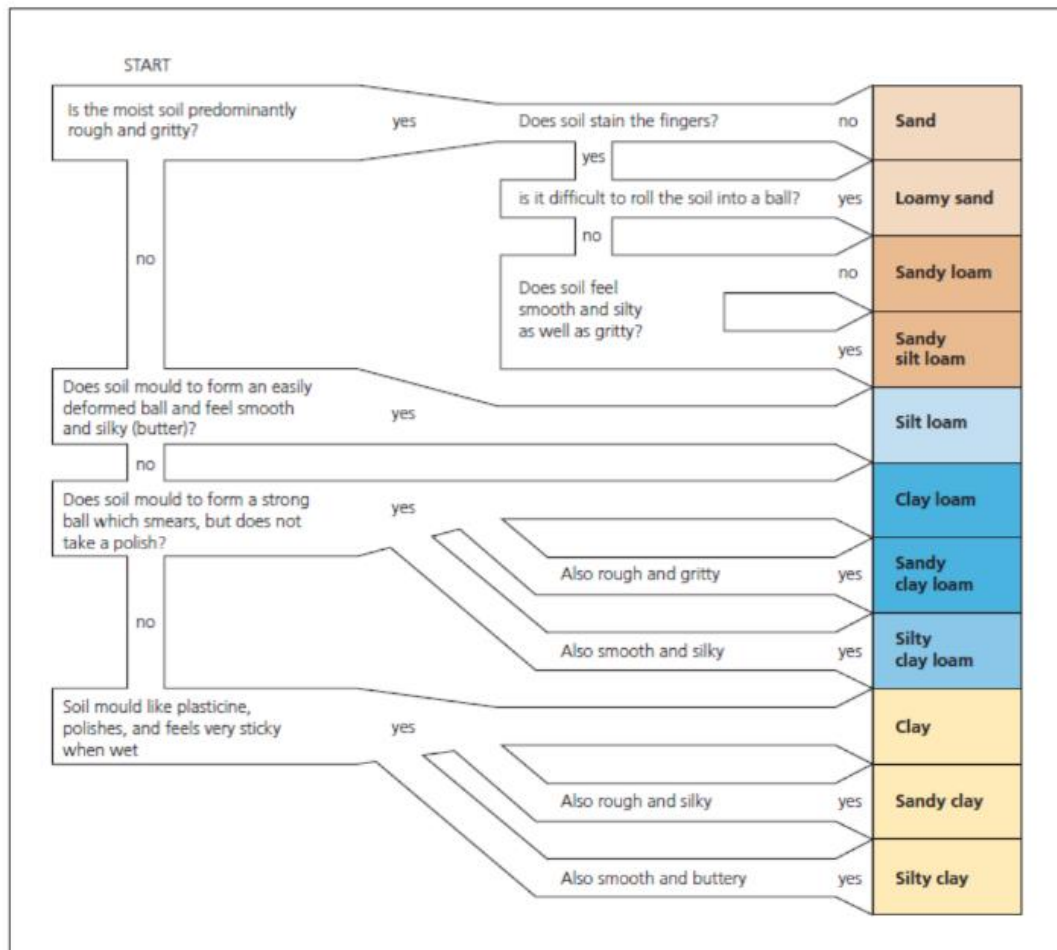 START
Is the moist soil predominantly
rough and gritty?
yes
Does soil stain the fingers?
no
Sand
yes
is it difficult to roll the soil into a ball?
yes
Loamy sand
no
no
Does soil feel
smooth and silty
as well as gritty?
no
Sandy loam
yes
Sandy
silt loam
Does soil mould to form an easily
deformed ball and feel smooth
and silky (butter)?
yes
Silt loam
no
Does soil mould to form a strong
ball which smears, but does not
take a polish?
yes
Clay loam
Also rough and gritty
yes
Sandy
clay loam
no
Also smooth and silky
yes
Silty
clay loam
Soil mould like plasticine,
polishes, and feels very sticky
when wet
yes
Clay
Also rough and silky
yes
Sandy clay
Also smooth and buttery
yes
Silty clay